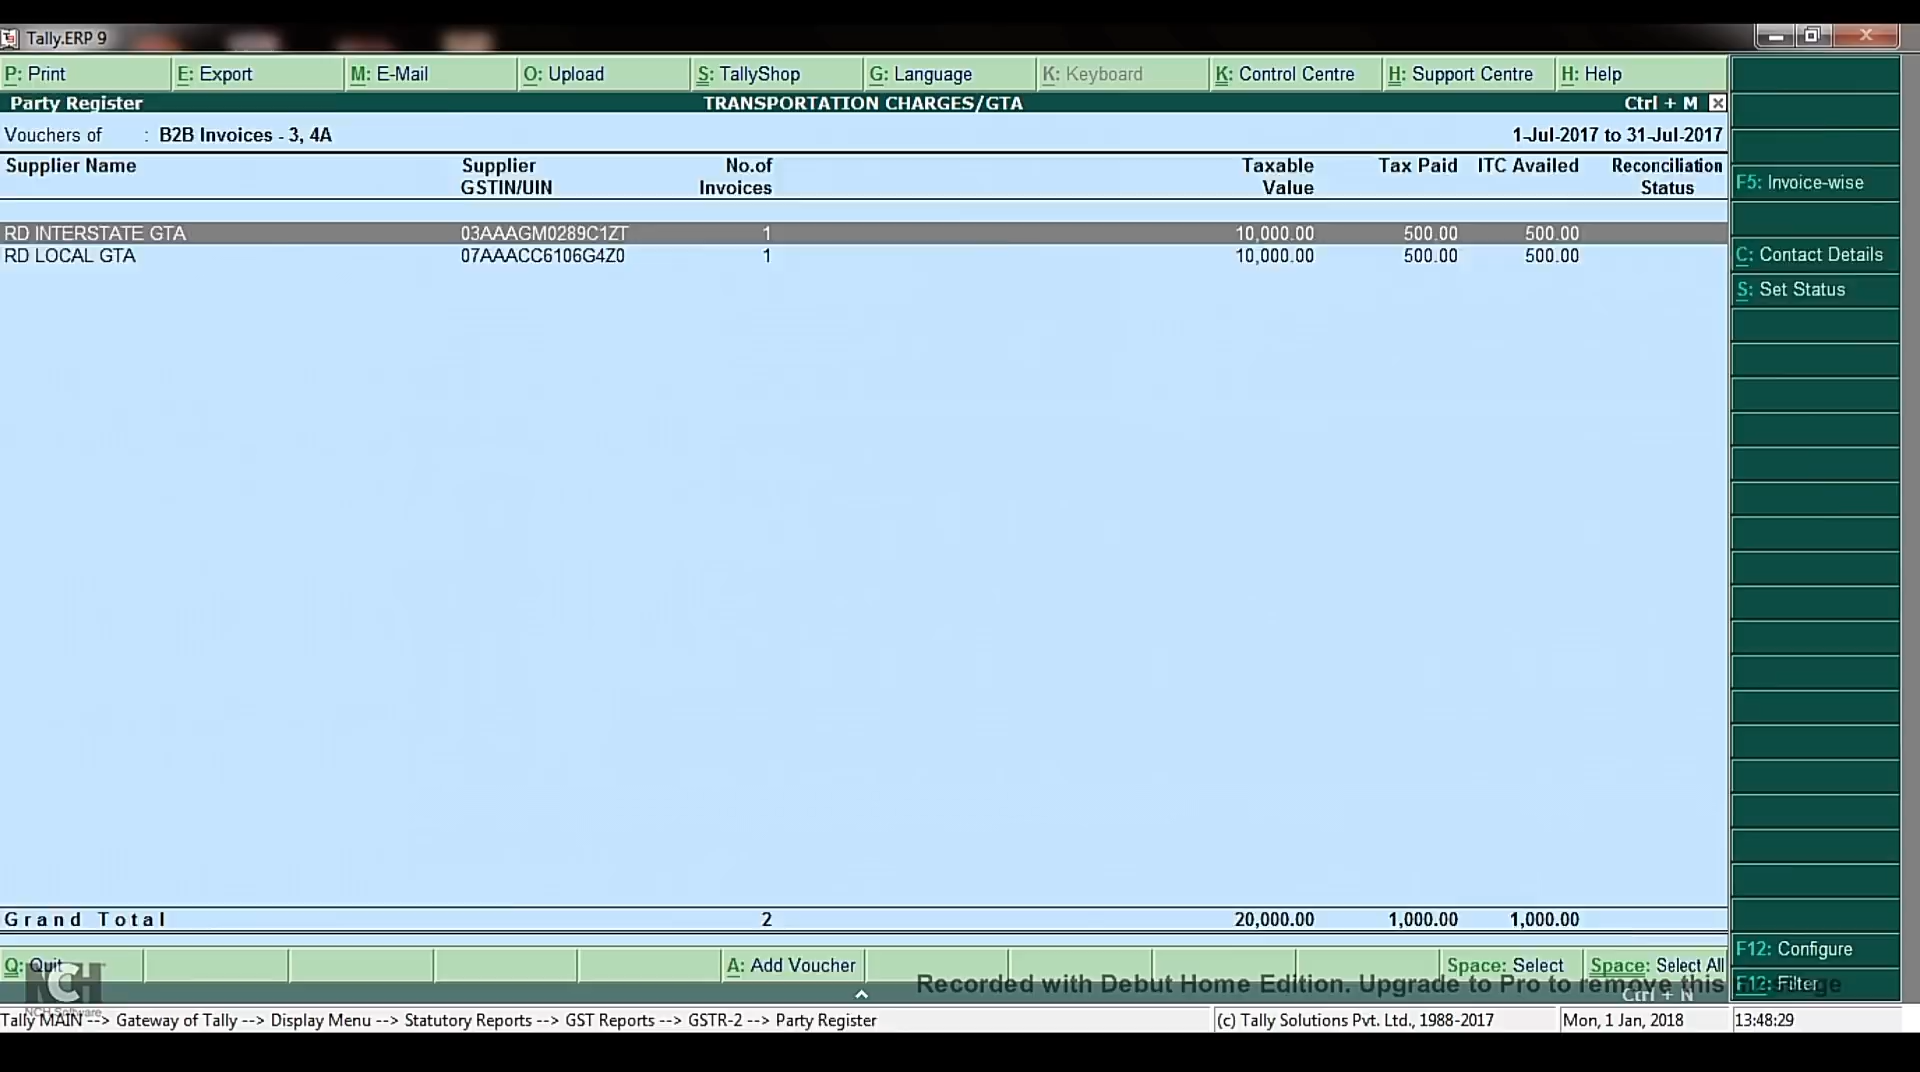 Tally.ERP 9
P: Print E: Export M: E-Mail O: Upload S: TallyShop G: Language K: Keyboard K: Control Centre H: Support Centre H: Help
Party Register TRANSPORTATION CHARGES/GTA Ctrl + M
Vouchers of : B2B Invoices - 3, 4A 1-Jul-2017 to 31-Jul-2017
Supplier Name Supplier No.of Taxable Tax Paid ITC Availed Reconciliation
GSTIN/UIN Invoices Value Status
F5: Invoice-wise
RD INTERSTATE GTA 03AAAGM0289C1ZT 1 10,000.00 500.00 500.00
RD LOCAL GTA 07AAACC6106G4Z0 1 10,000.00 500.00 500.00
C: Contact Details
S: Set Status
Grand Total 2 20,000.00 1,000.00 1,000.00
F12: Configure
Q: Quit A: Add Voucher Space: Select Space: Select All
F12: Filter
Recorded with Debut Home Edition. Upgrade to Pro to remove this
Ctrl + N
NCH
NCH Software
Tally MAIN --> Gateway of Tally --> Display Menu --> Statutory Reports --> GST Reports --> GSTR-2 --> Party Register (c) Tally Solutions Pvt. Ltd., 1988-2017 Mon, 1 Jan, 2018 13:48:29